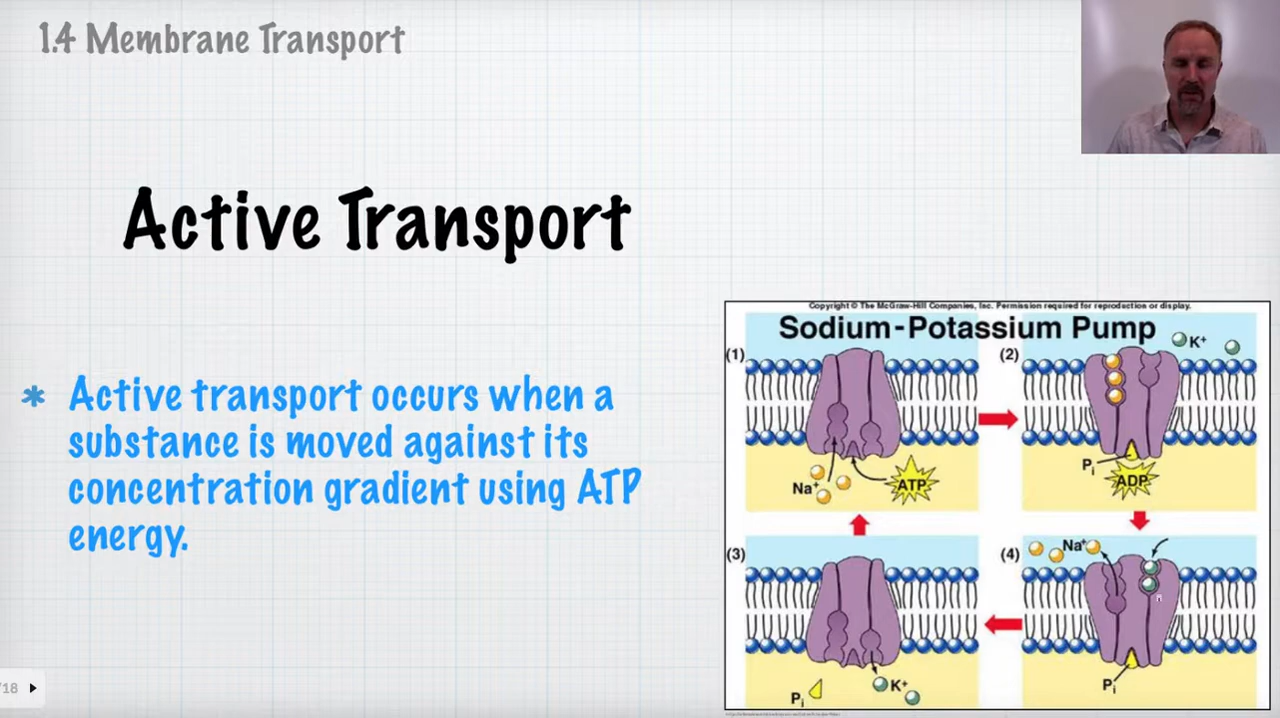 1.4 Membrane Transport
Active Transport
* Active transport occurs when a
substance is moved against its
concentration gradient using ATP
energy.
Copyright © The McGraw-Hill Companies, Inc. Permission required for reproduction or display.
Sodium-Potassium Pump
(1)
Na⁺
ATP
(2)
K⁺
Pi
ADP
(3)
Pi
K⁺
(4)
Na⁺
Pi
/18